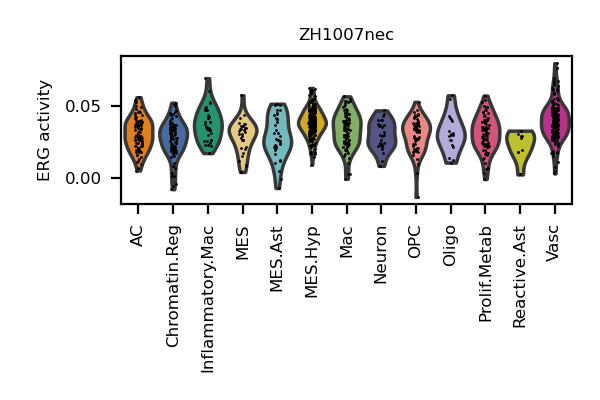 ZH1007nec
ERG activity
0.05
0.00
AC
Chromatin.Reg
Inflammatory.Mac
MES
MES.Ast
MES.Hyp
Mac
Neuron
OPC
Oligo
Prolif.Metab
Reactive.Ast
Vasc